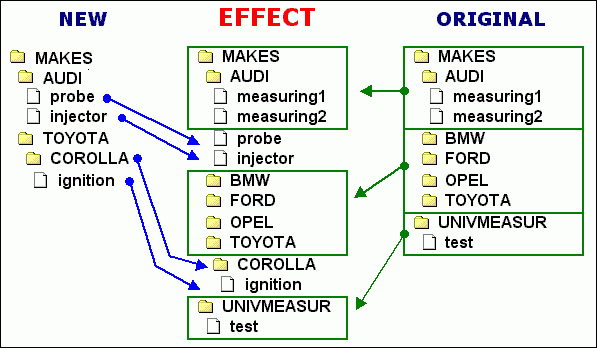 NEW
MAKES
AUDI
probe
injector
TOYOTA
COROLLA
ignition
EFFECT
MAKES
AUDI
measuring1
measuring2
probe
injector
BMW
FORD
OPEL
TOYOTA
COROLLA
ignition
UNIVMEASUR
test
ORIGINAL
MAKES
AUDI
measuring1
measuring2
BMW
FORD
OPEL
TOYOTA
UNIVMEASUR
test